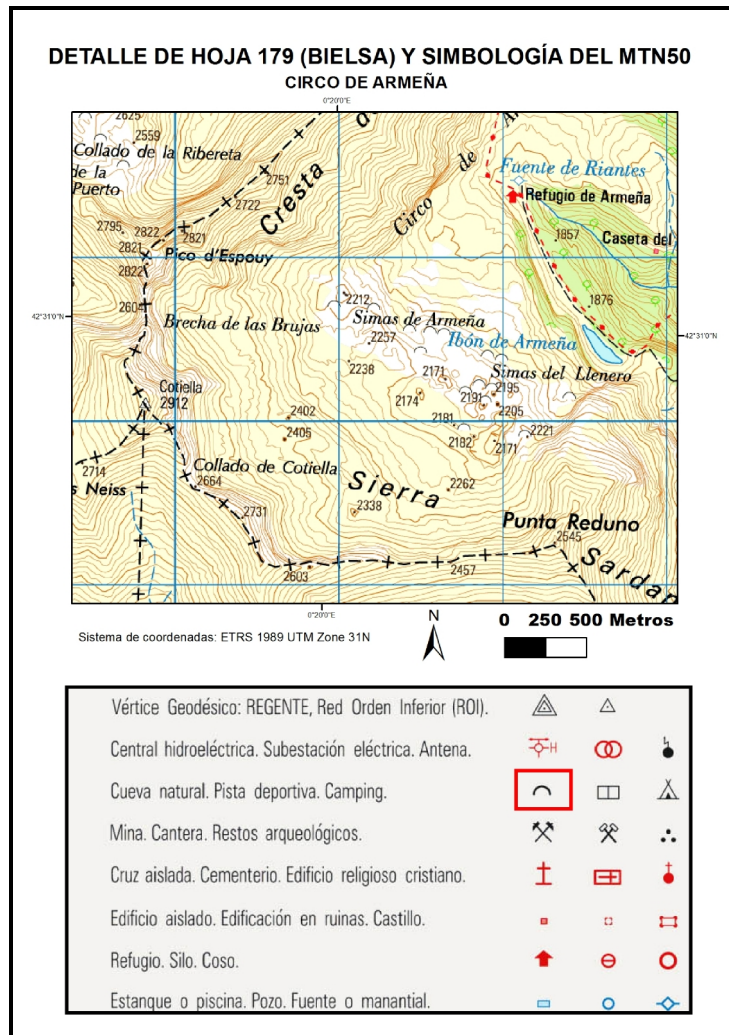 DETALLE DE HOJA 179 (BIELSA) Y SIMBOLOGÍA DEL MTN50
CIRCO DE ARMEÑA
0°20'0"E
2625
2559
Collado de la Ribereta
de la
Puerto
2751
2722
Cresta
de
Circo de
Fuente de Riantes
Refugio de Armeña
2795
2822
2821
2821
2822
Pico d'Espouy
1857
Caseta del
2604
2212
1876
42°31'0"N
Brecha de las Brujas
Simas de Armeña
42°31'0"N
2257
Ibón de Armeña
2238
2171
Simas del Llenero
Cotiella
2912
2174
2195
2191
2205
2402
2405
2181
2182
2171
2221
2714
s Neiss
Collado de Cotiella
2664
Sierra
2262
2731
2338
Punta Reduno
2545
2603
2457
Sardan
0°20'0"E
Sistema de coordenadas: ETRS 1989 UTM Zone 31N
N
0 250 500 Metros
Vértice Geodésico: REGENTE, Red Orden Inferior (ROI).
Central hidroeléctrica. Subestación eléctrica. Antena.
H
Cueva natural. Pista deportiva. Camping.
Mina. Cantera. Restos arqueológicos.
Cruz aislada. Cementerio. Edificio religioso cristiano.
Edificio aislado. Edificación en ruinas. Castillo.
Refugio. Silo. Coso.
Estanque o piscina. Pozo. Fuente o manantial.